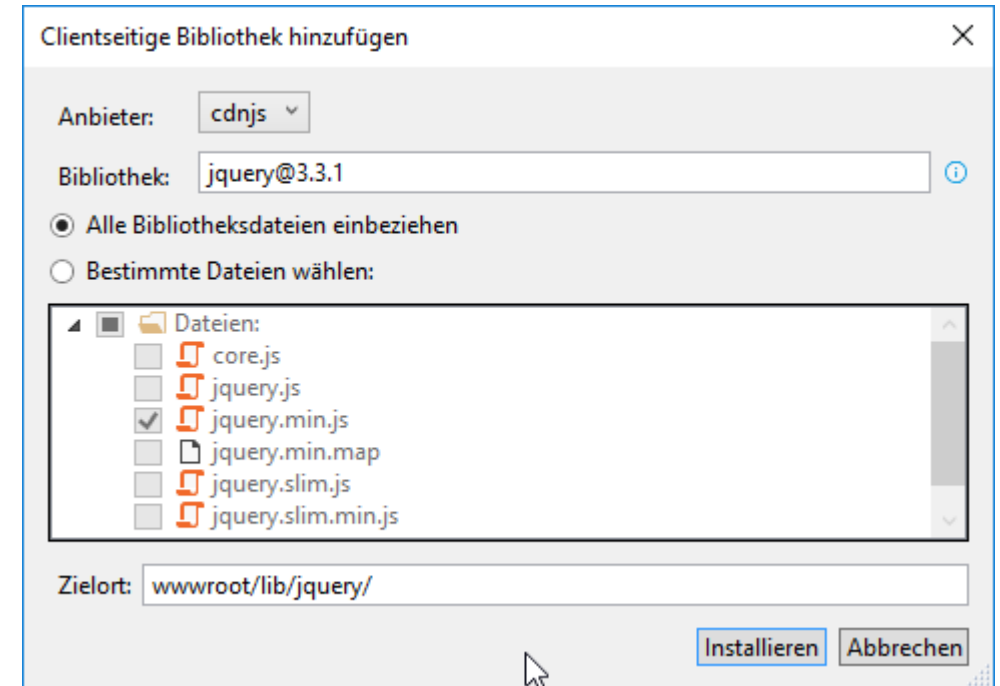 Clientseitige Bibliothek hinzufügen
Anbieter: cdnjs
Bibliothek: jquery@3.3.1
Alle Bibliotheksdateien einbeziehen
Bestimmte Dateien wählen:
Dateien:
core.js
jquery.js
jquery.min.js
jquery.min.map
jquery.slim.js
jquery.slim.min.js
Zielort: wwwroot/lib/jquery/
Installieren Abbrechen